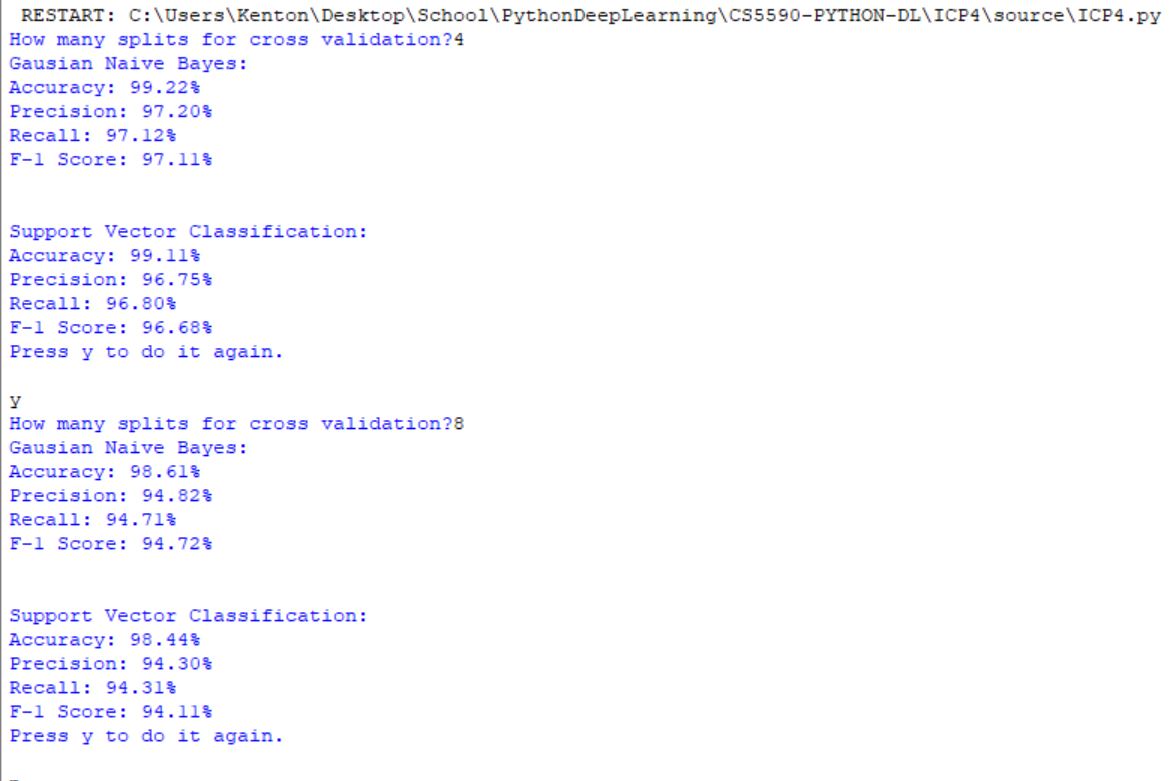 RESTART: C:\Users\Kenton\Desktop\School\PythonDeepLearning\CS5590-PYTHON-DL\ICP4\source\ICP4.py
How many splits for cross validation?4
Gausian Naive Bayes:
Accuracy: 99.22%
Precision: 97.20%
Recall: 97.12%
F-1 Score: 97.11%
Support Vector Classification:
Accuracy: 99.11%
Precision: 96.75%
Recall: 96.80%
F-1 Score: 96.68%
Press y to do it again.
y
How many splits for cross validation?8
Gausian Naive Bayes:
Accuracy: 98.61%
Precision: 94.82%
Recall: 94.71%
F-1 Score: 94.72%
Support Vector Classification:
Accuracy: 98.44%
Precision: 94.30%
Recall: 94.31%
F-1 Score: 94.11%
Press y to do it again.